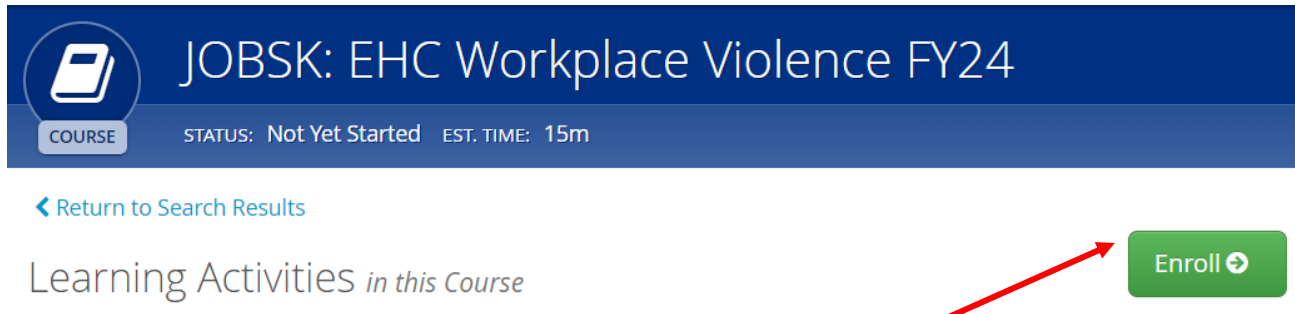 JOBSK: EHC Workplace Violence FY24
COURSE
STATUS: Not Yet Started EST. TIME: 15m
Return to Search Results
Enroll
Learning Activities in this Course